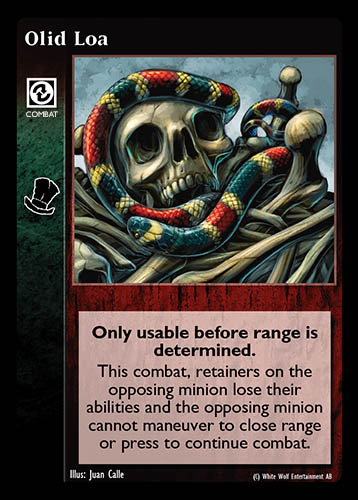 Olid Loa
COMBAT
Only usable before range is
determined.
This combat, retainers on the
opposing minion lose their
abilities and the opposing minion
cannot maneuver to close range
or press to continue combat.
Illus: Juan Calle
(C) White Wolf Entertainment AB